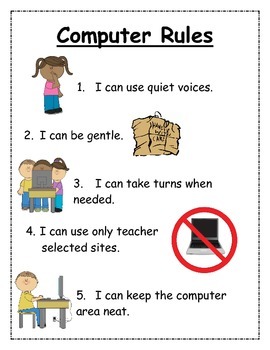 Computer Rules
1. I can use quiet voices.
2. I can be gentle.
3. I can take turns when
needed.
4. I can use only teacher
selected sites.
5. I can keep the computer
area neat.